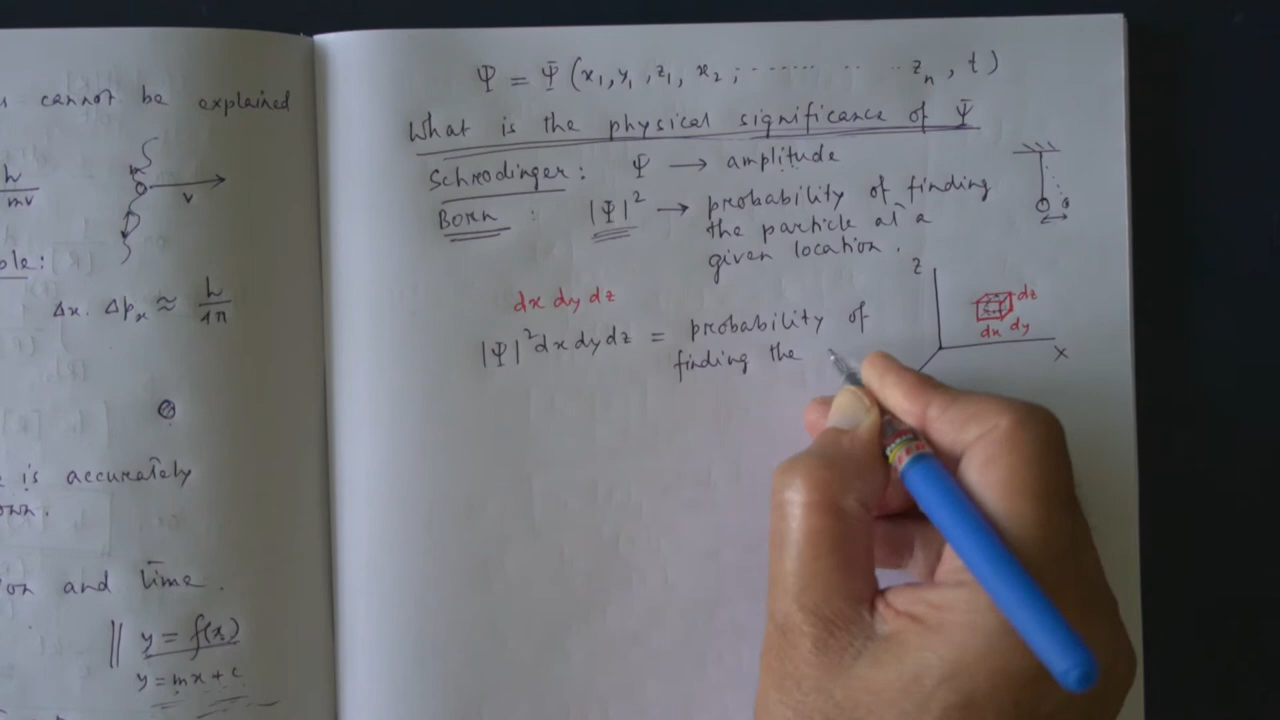 cannot be explained
h
mv
v
ple:
Δx. Δpx ≈ h/4π
is accurately
own.
ion and time.
y = f(x)
y = mx + c
Ψ = Ψ (x1, y1, z1, x2, ........ .. . zn, t)
What is the physical significance of Ψ
Schrodinger: Ψ → amplitude
Born : |Ψ|² → probability of finding
the particle at a
given location.
dx dy dz
|Ψ|² dx dy dz = probability of
finding the
z
dz
dx dy
x